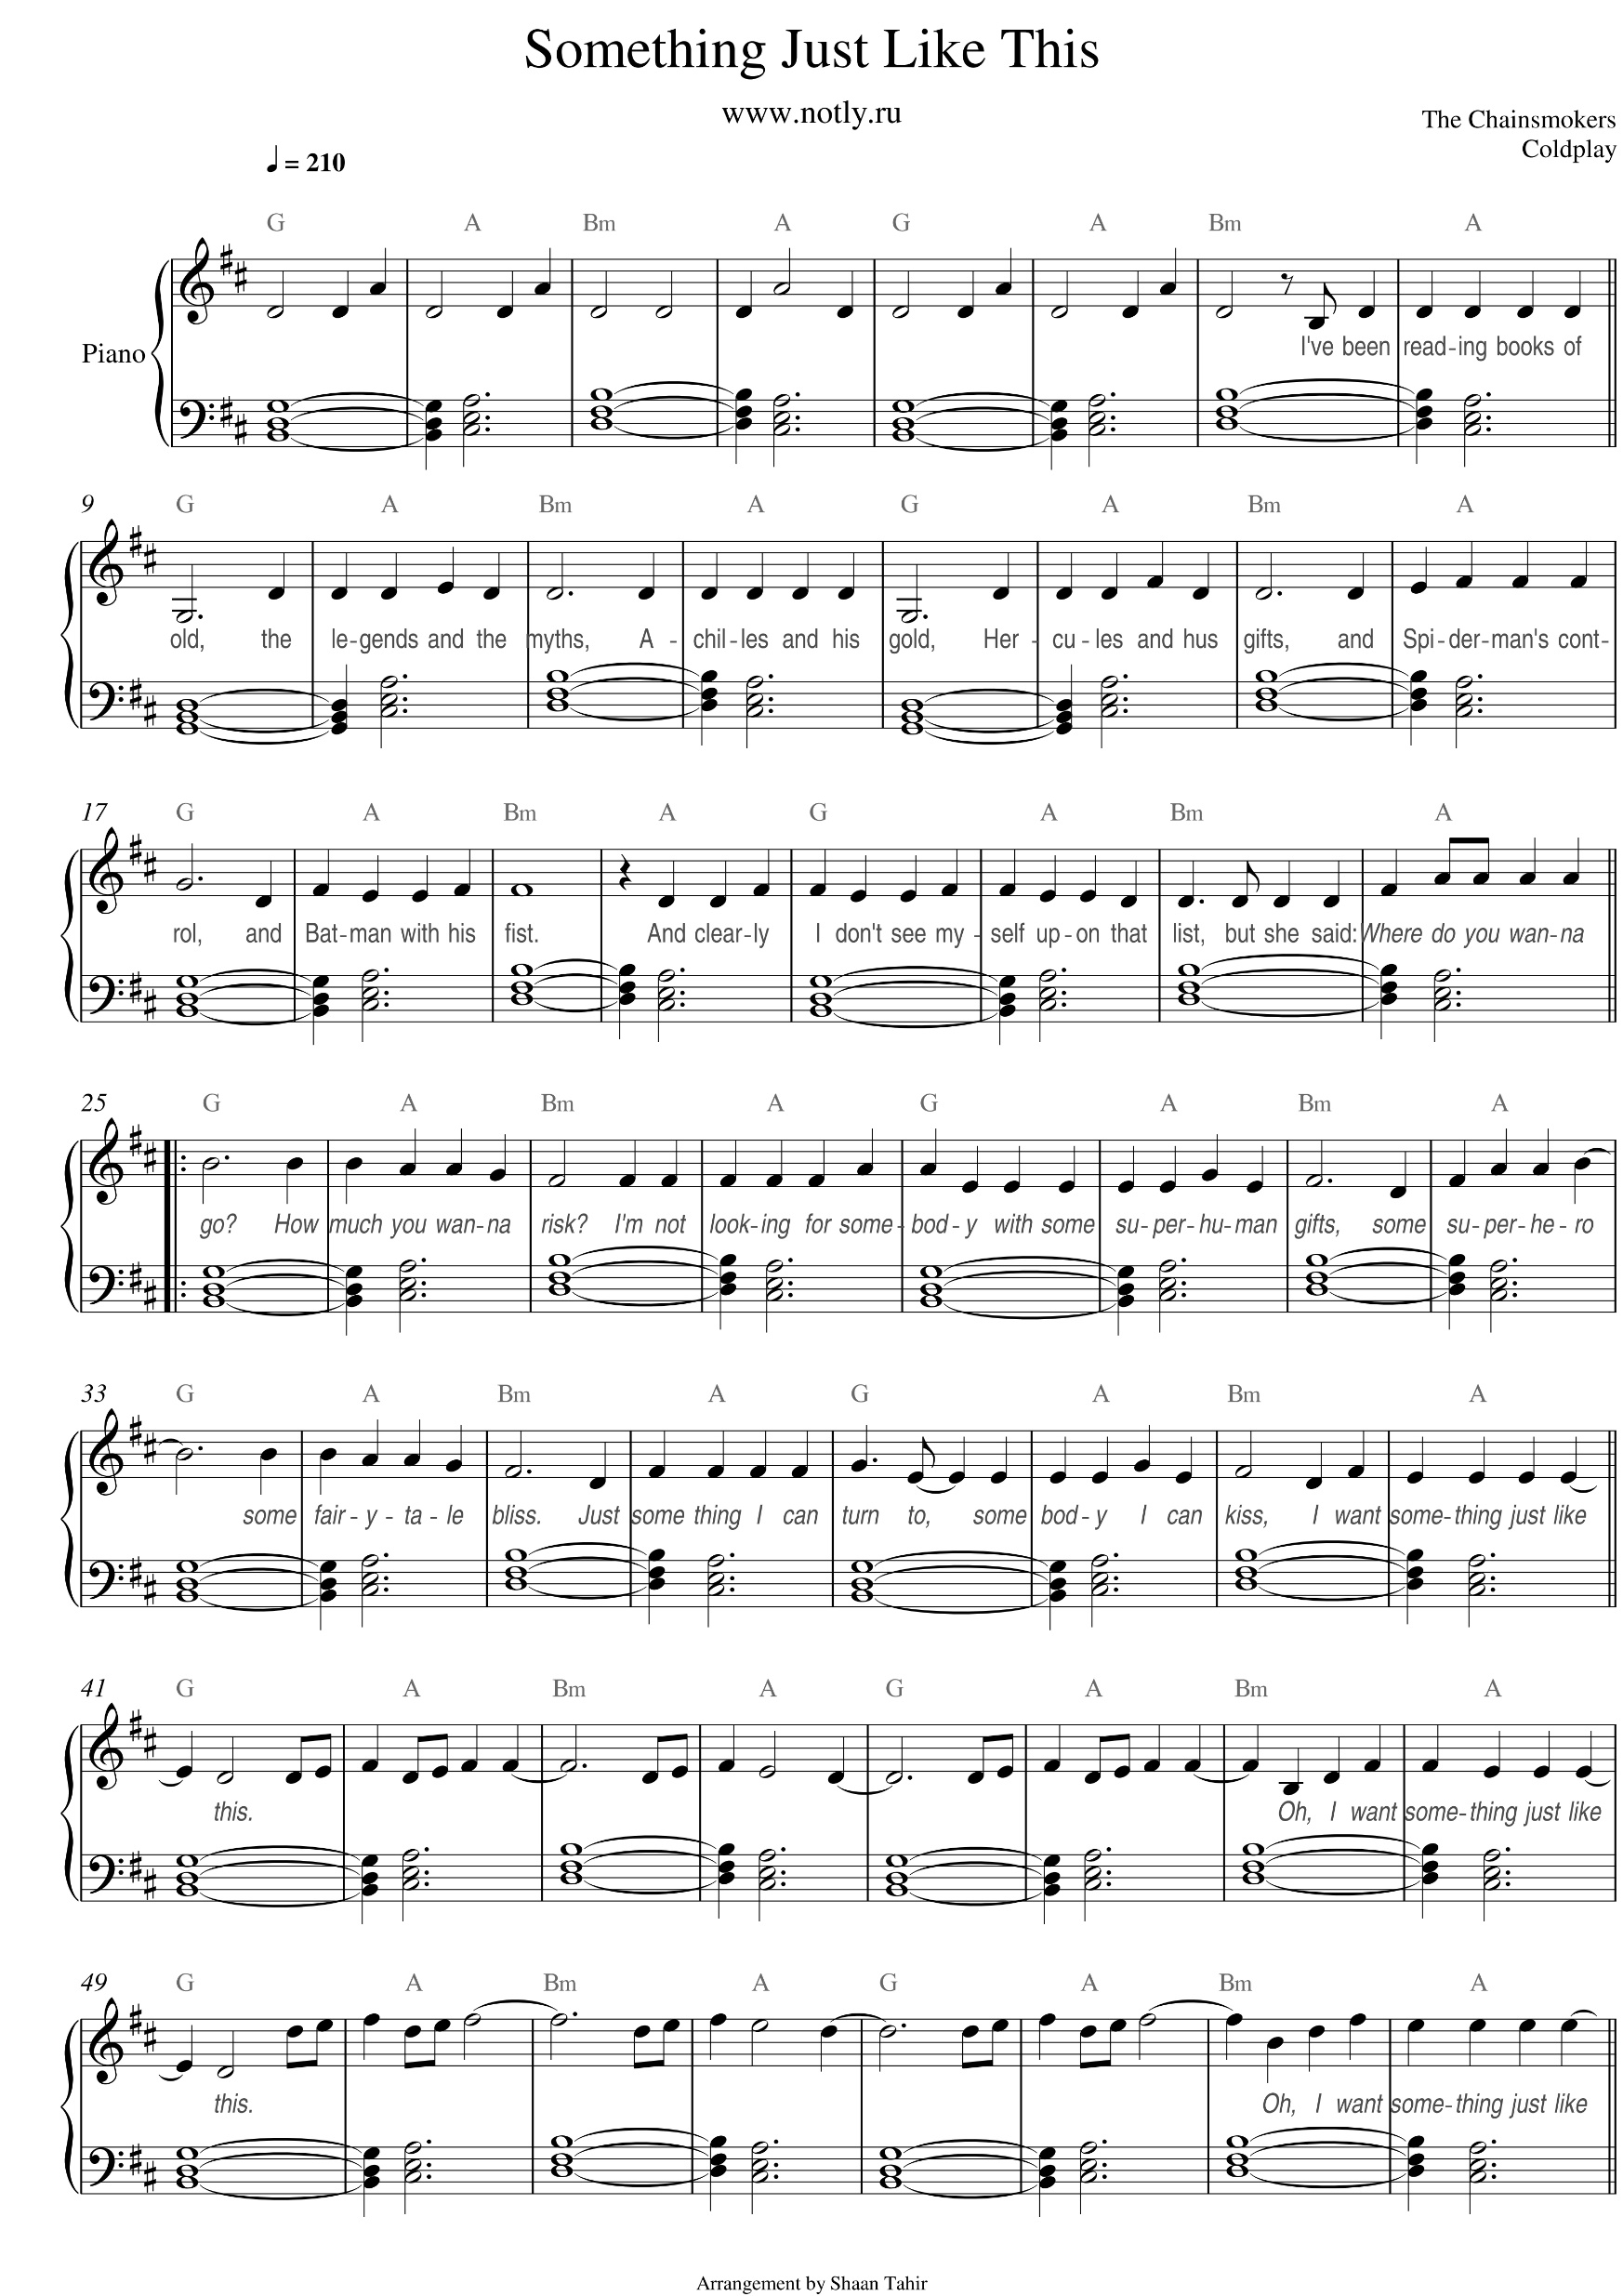 Something Just Like This
www.notly.ru
The Chainsmokers
Coldplay
= 210
G A Bm A G A Bm A
Piano
I've been read-ing books of
9 G A Bm A G A Bm A
old, the le-gends and the myths, A - chil-les and his gold, Her - cu-les and hus gifts, and Spi-der-man's cont-
17 G A Bm A G A Bm A
rol, and Bat-man with his fist. And clear-ly I don't see my - self up-on that list, but she said: Where do you wan-na
25 G A Bm A G A Bm A
go? How much you wan-na risk? I'm not look-ing for some - bod-y with some su-per-hu-man gifts, some su-per-he-ro
33 G A Bm A G A Bm A
some fair-y-ta-le bliss. Just some thing I can turn to, some bod-y I can kiss, I want some-thing just like
41 G A Bm A G A Bm A
this. Oh, I want some-thing just like
49 G A Bm A G A Bm A
this. Oh, I want some-thing just like
Arrangement by Shaan Tahir